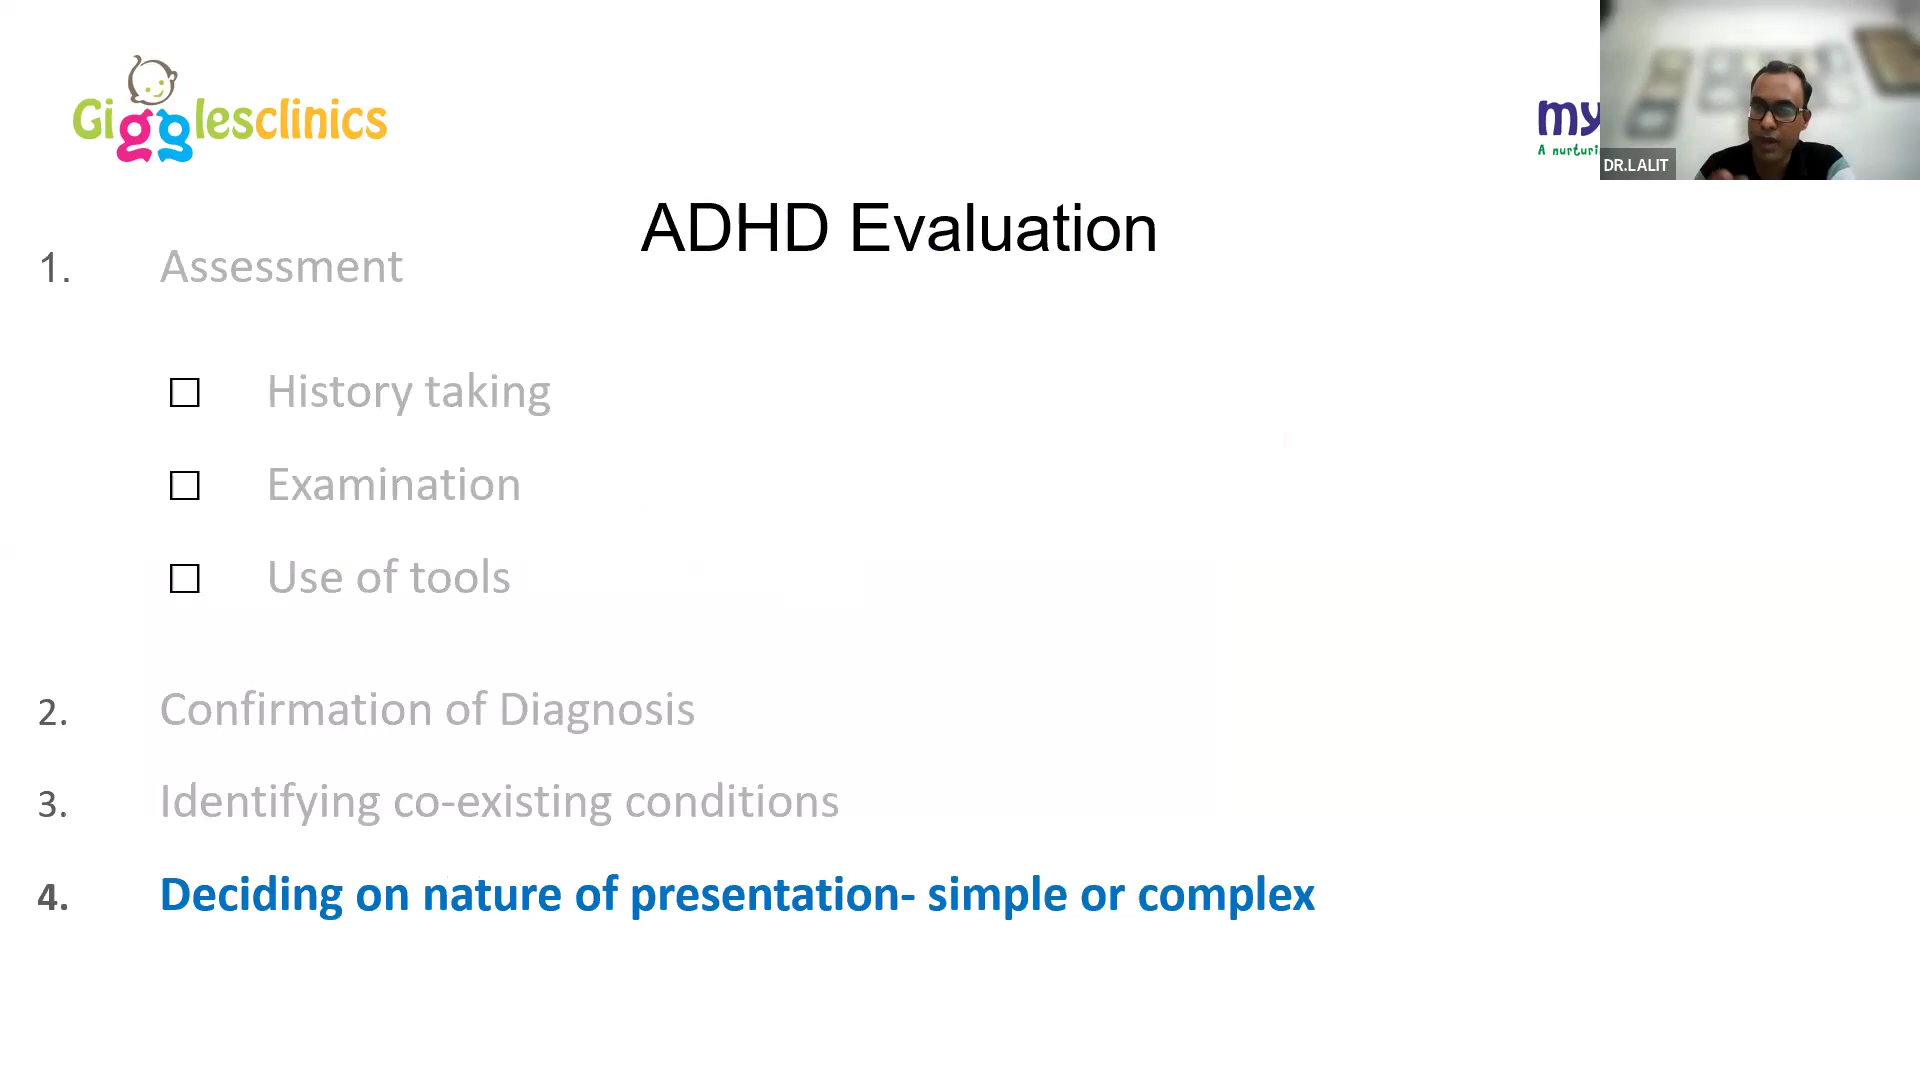 Gigglesclinics
my
A nurturi
DR.LALIT
ADHD Evaluation
1. Assessment
☐ History taking
☐ Examination
☐ Use of tools
2. Confirmation of Diagnosis
3. Identifying co-existing conditions
4. Deciding on nature of presentation- simple or complex